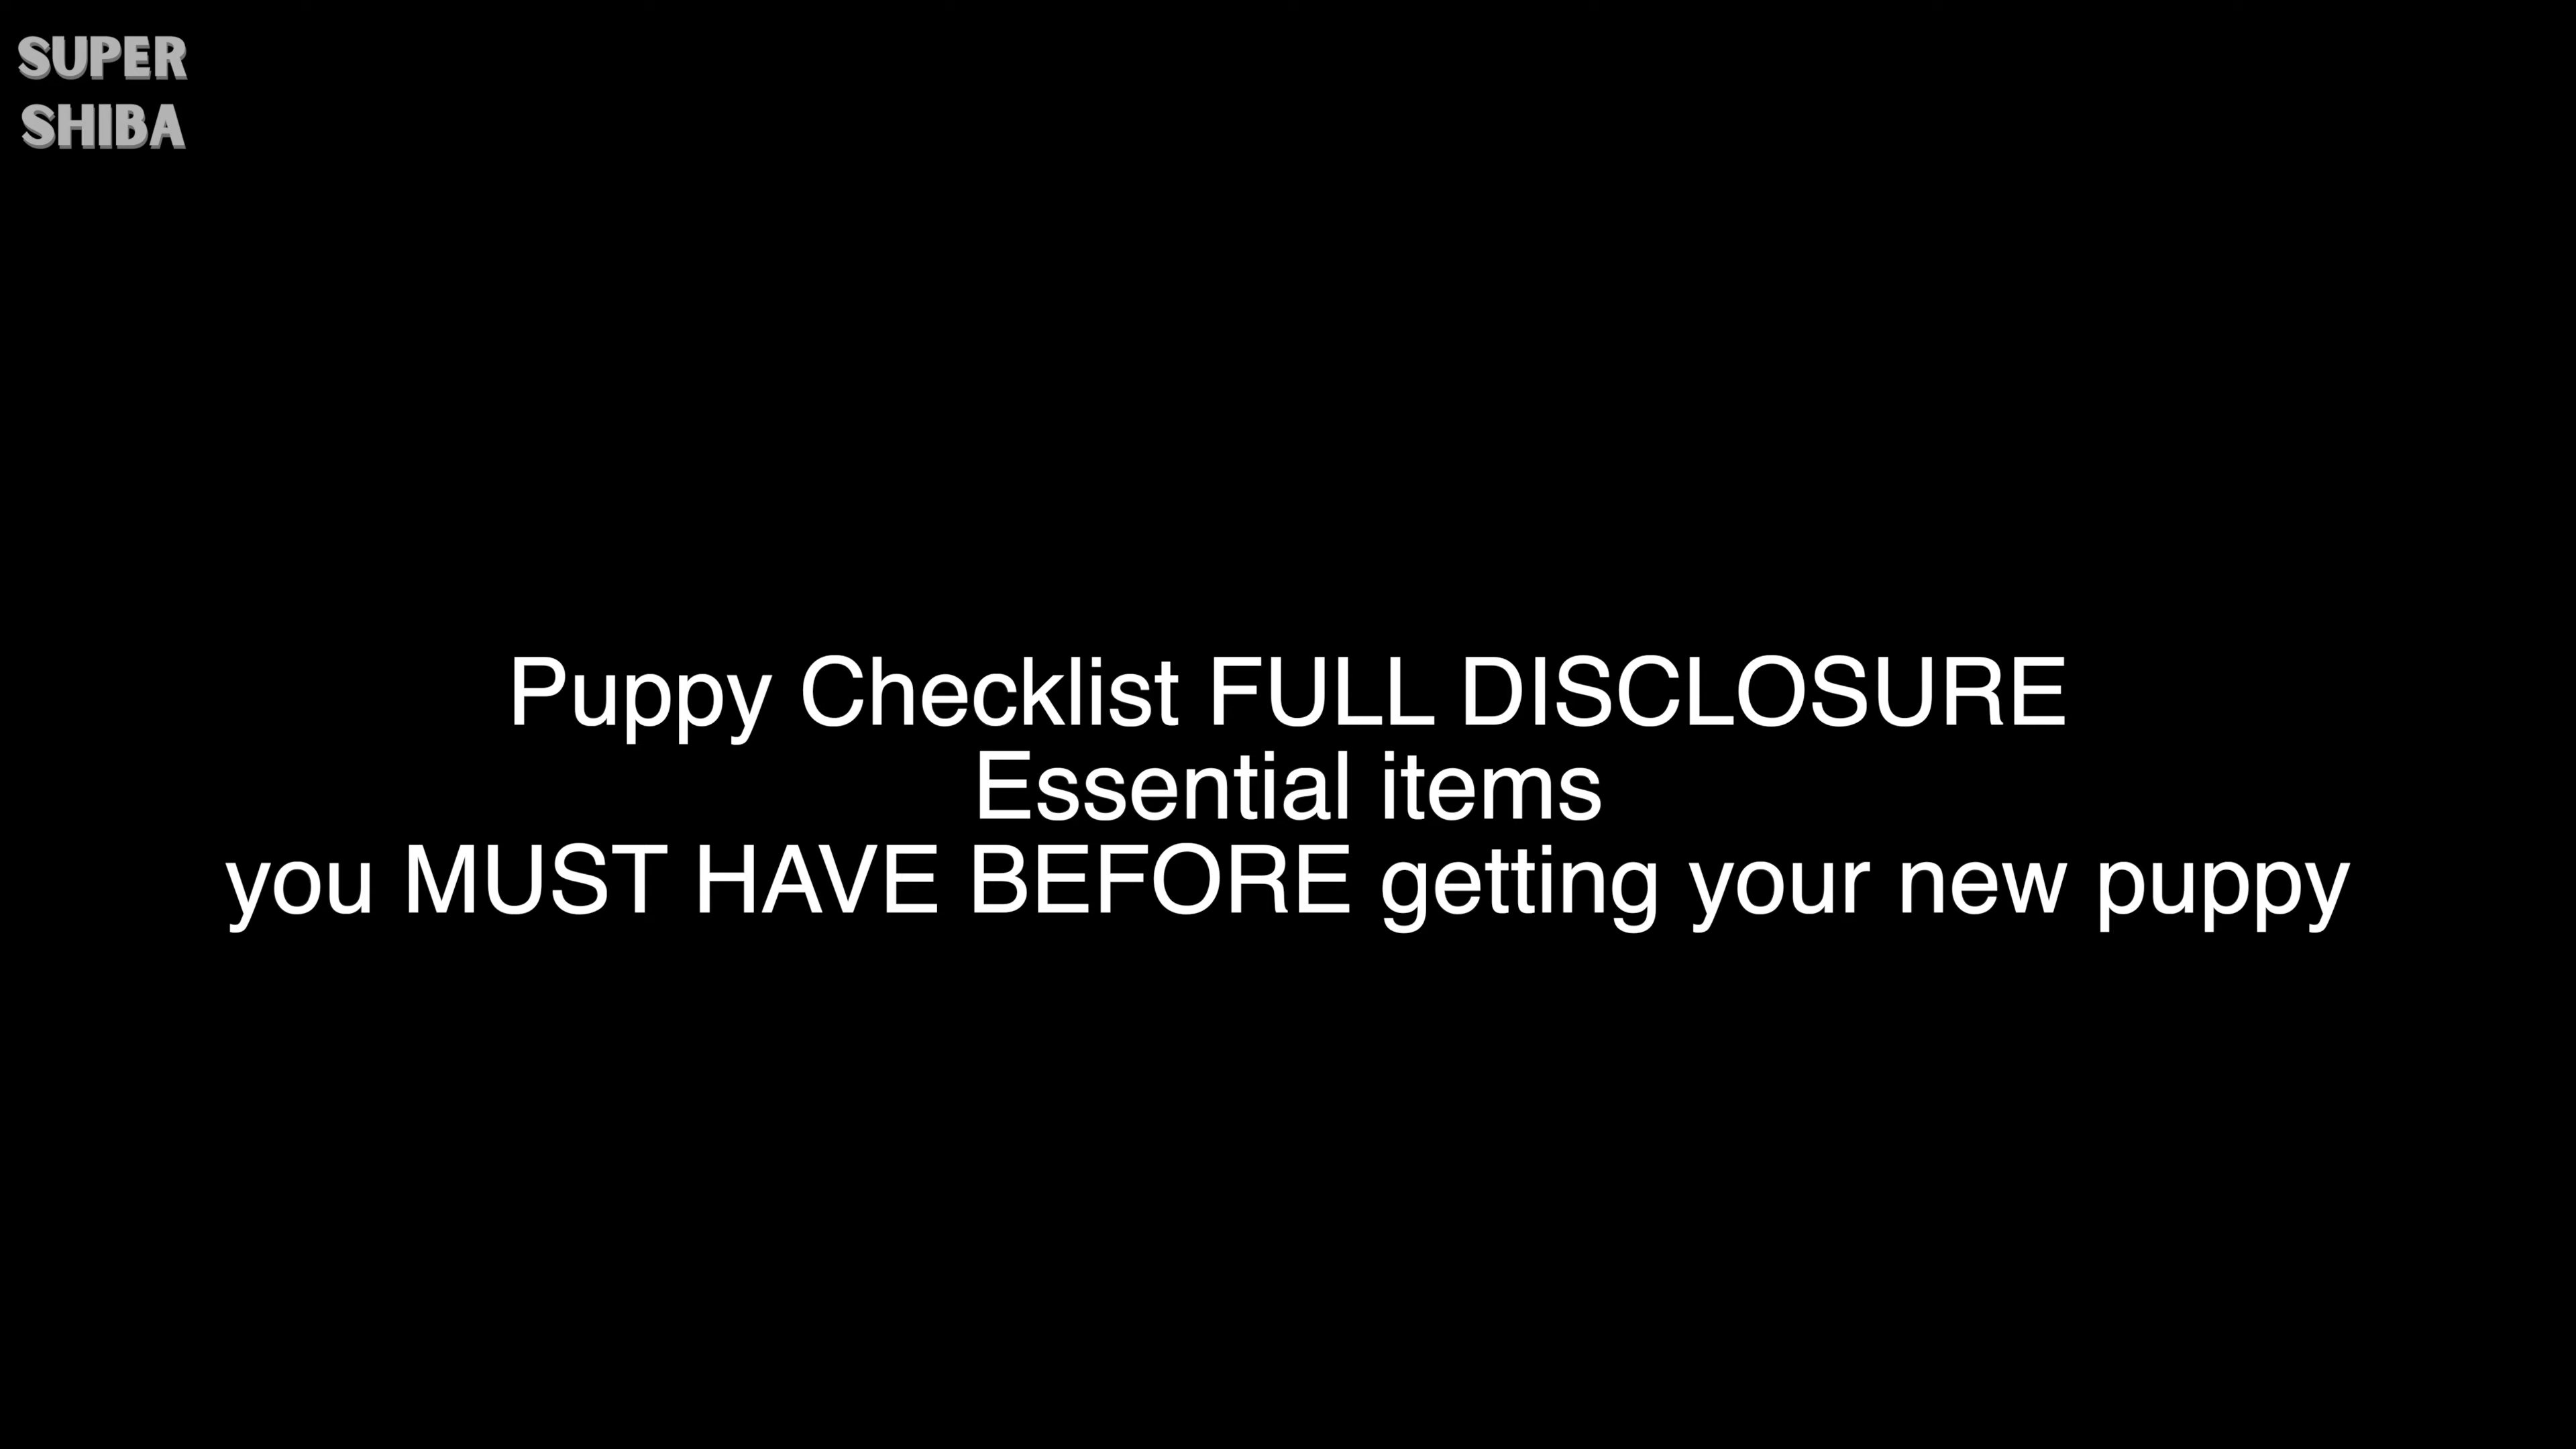 SUPER
SHIBA
Puppy Checklist FULL DISCLOSURE
Essential items
you MUST HAVE BEFORE getting your new puppy